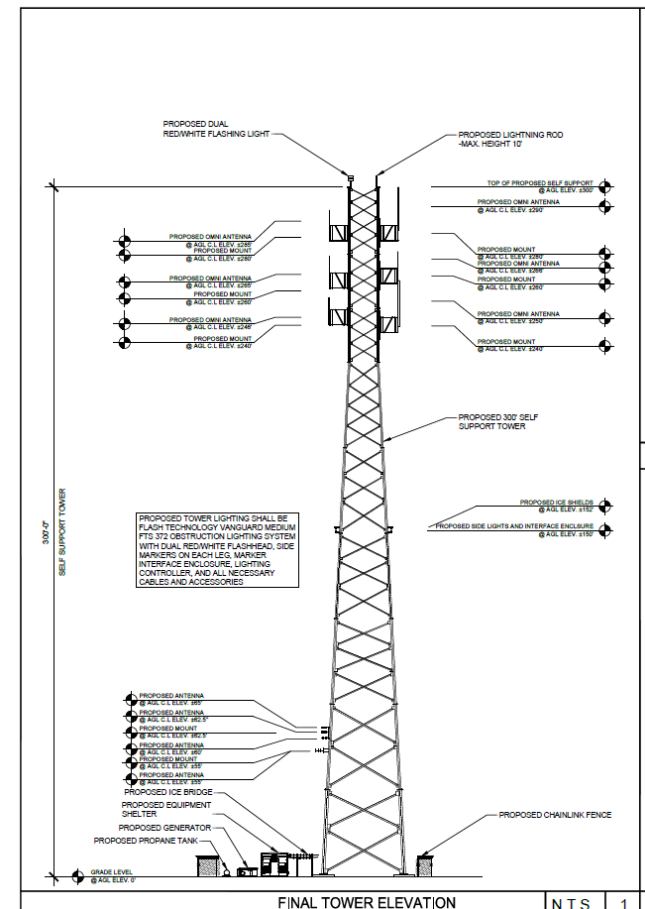 PROPOSED DUAL
RED/WHITE FLASHING LIGHT
PROPOSED LIGHTNING ROD
-MAX. HEIGHT 10'
TOP OF PROPOSED SELF SUPPORT
@ AGL ELEV. ±300'
PROPOSED OMNI ANTENNA
@ AGL C.L ELEV. ±290'
PROPOSED OMNI ANTENNA
@ AGL C.L ELEV. ±285'
PROPOSED MOUNT
@ AGL C.L ELEV. ±280'
PROPOSED OMNI ANTENNA
@ AGL C.L ELEV. ±265'
PROPOSED MOUNT
@ AGL C.L ELEV. ±260'
PROPOSED OMNI ANTENNA
@ AGL C.L ELEV. ±246'
PROPOSED MOUNT
@ AGL C.L ELEV. ±240'
PROPOSED MOUNT
@ AGL C.L ELEV. ±280'
PROPOSED OMNI ANTENNA
@ AGL C.L ELEV. ±266'
PROPOSED MOUNT
@ AGL C.L ELEV. ±260'
PROPOSED OMNI ANTENNA
@ AGL C.L ELEV. ±250'
PROPOSED MOUNT
@ AGL C.L ELEV. ±240'
PROPOSED 300' SELF
SUPPORT TOWER
300'-0"
SELF SUPPORT TOWER
PROPOSED ICE SHIELDS
@ AGL ELEV. ±152'
PROPOSED SIDE LIGHTS AND INTERFACE ENCLSURE
@ AGL ELEV. ±150'
PROPOSED TOWER LIGHTING SHALL BE
FLASH TECHNOLOGY VANGUARD MEDIUM
FTS 372 OBSTRUCTION LIGHTING SYSTEM
WITH DUAL RED/WHITE FLASHHEAD, SIDE
MARKERS ON EACH LEG, MARKER
INTERFACE ENCLOSURE, LIGHTING
CONTROLLER, AND ALL NECESSARY
CABLES AND ACCESSORIES
PROPOSED ANTENNA
@ AGL C.L ELEV. ±65'
PROPOSED ANTENNA
@ AGL C.L ELEV. ±62.5"
PROPOSED MOUNT
@ AGL C.L ELEV. ±62.5'
PROPOSED ANTENNA
@ AGL C.L ELEV. ±60'
PROPOSED MOUNT
@ AGL C.L ELEV. ±55'
PROPOSED ANTENNA
@ AGL C.L ELEV. ±55'
PROPOSED ICE BRIDGE
PROPOSED EQUIPMENT
SHELTER
PROPOSED GENERATOR
PROPOSED PROPANE TANK
PROPOSED CHAINLINK FENCE
GRADE LEVEL
@ AGL ELEV. 0'
FINAL TOWER ELEVATION
N.T.S.
1